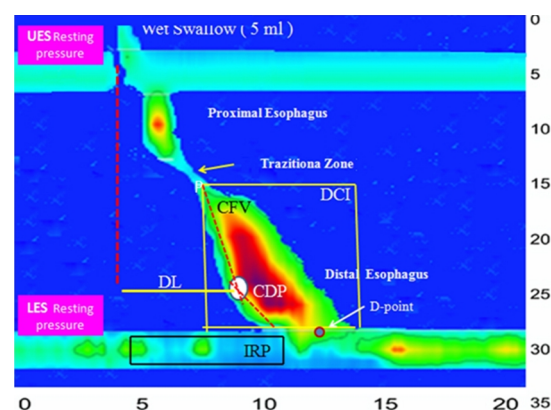 Wet Swallow ( 5 ml )
UES Resting
pressure
Proximal Esophagus
Trazitiona Zone
DCI
CFV
Distal Esophagus
DL
CDP
D-point
LES Resting
pressure
IRP
0
5
10
15
20
25
30
35
0
5
10
15
20